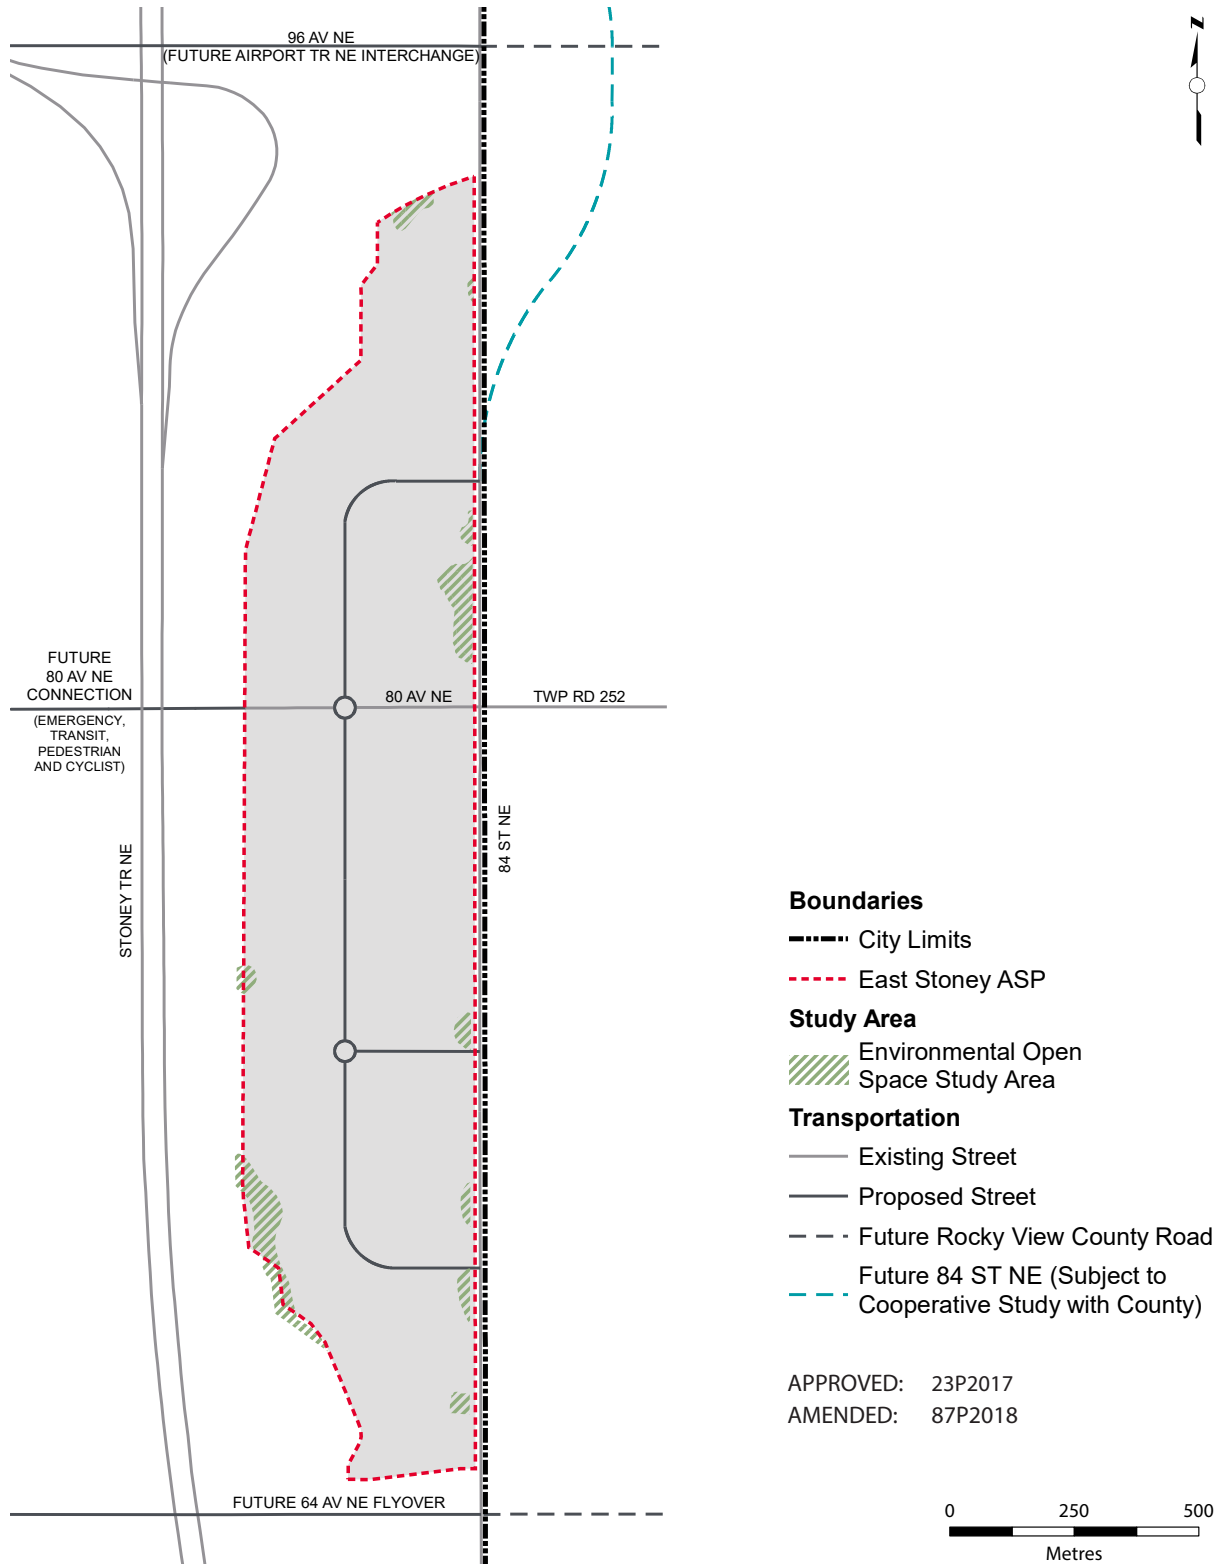 96 AV NE
(FUTURE AIRPORT TR NE INTERCHANGE)
z
FUTURE
80 AV NE
CONNECTION
(EMERGENCY,
TRANSIT,
PEDESTRIAN
AND CYCLIST)
80 AV NE
TWP RD 252
STONEY TR NE
84 ST NE
FUTURE 64 AV NE FLYOVER
Boundaries
City Limits
East Stoney ASP
Study Area
Environmental Open
Space Study Area
Transportation
Existing Street
Proposed Street
Future Rocky View County Road
Future 84 ST NE (Subject to
Cooperative Study with County)
APPROVED: 23P2017
AMENDED: 87P2018
0 250 500
Metres